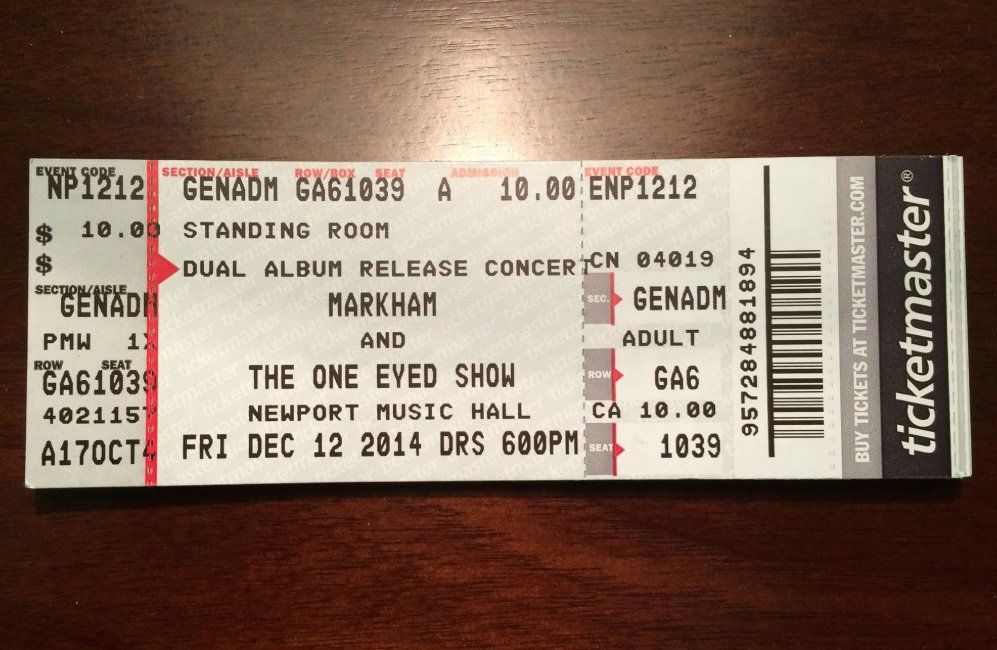 EVENT CODE
NP1212
$ 10.00
$
SECTION/AISLE
GENADM
PMW 1X
ROW SEAT
GA61039
A17OCT4
SECTION/AISLE ROW/BOX SEAT ADMISSION
GENADM GA61039 A 10.00
STANDING ROOM
DUAL ALBUM RELEASE CONCERT
MARKHAM
AND
THE ONE EYED SHOW
NEWPORT MUSIC HALL
FRI DEC 12 2014 DRS 600PM
EVENT CODE
ENP1212
CN 04019
SEC. GENADM
ADULT
ROW GA6
CA 10.00
SEAT 1039
957284881894
BUY TICKETS AT TICKETMASTER.COM
ticketmaster®